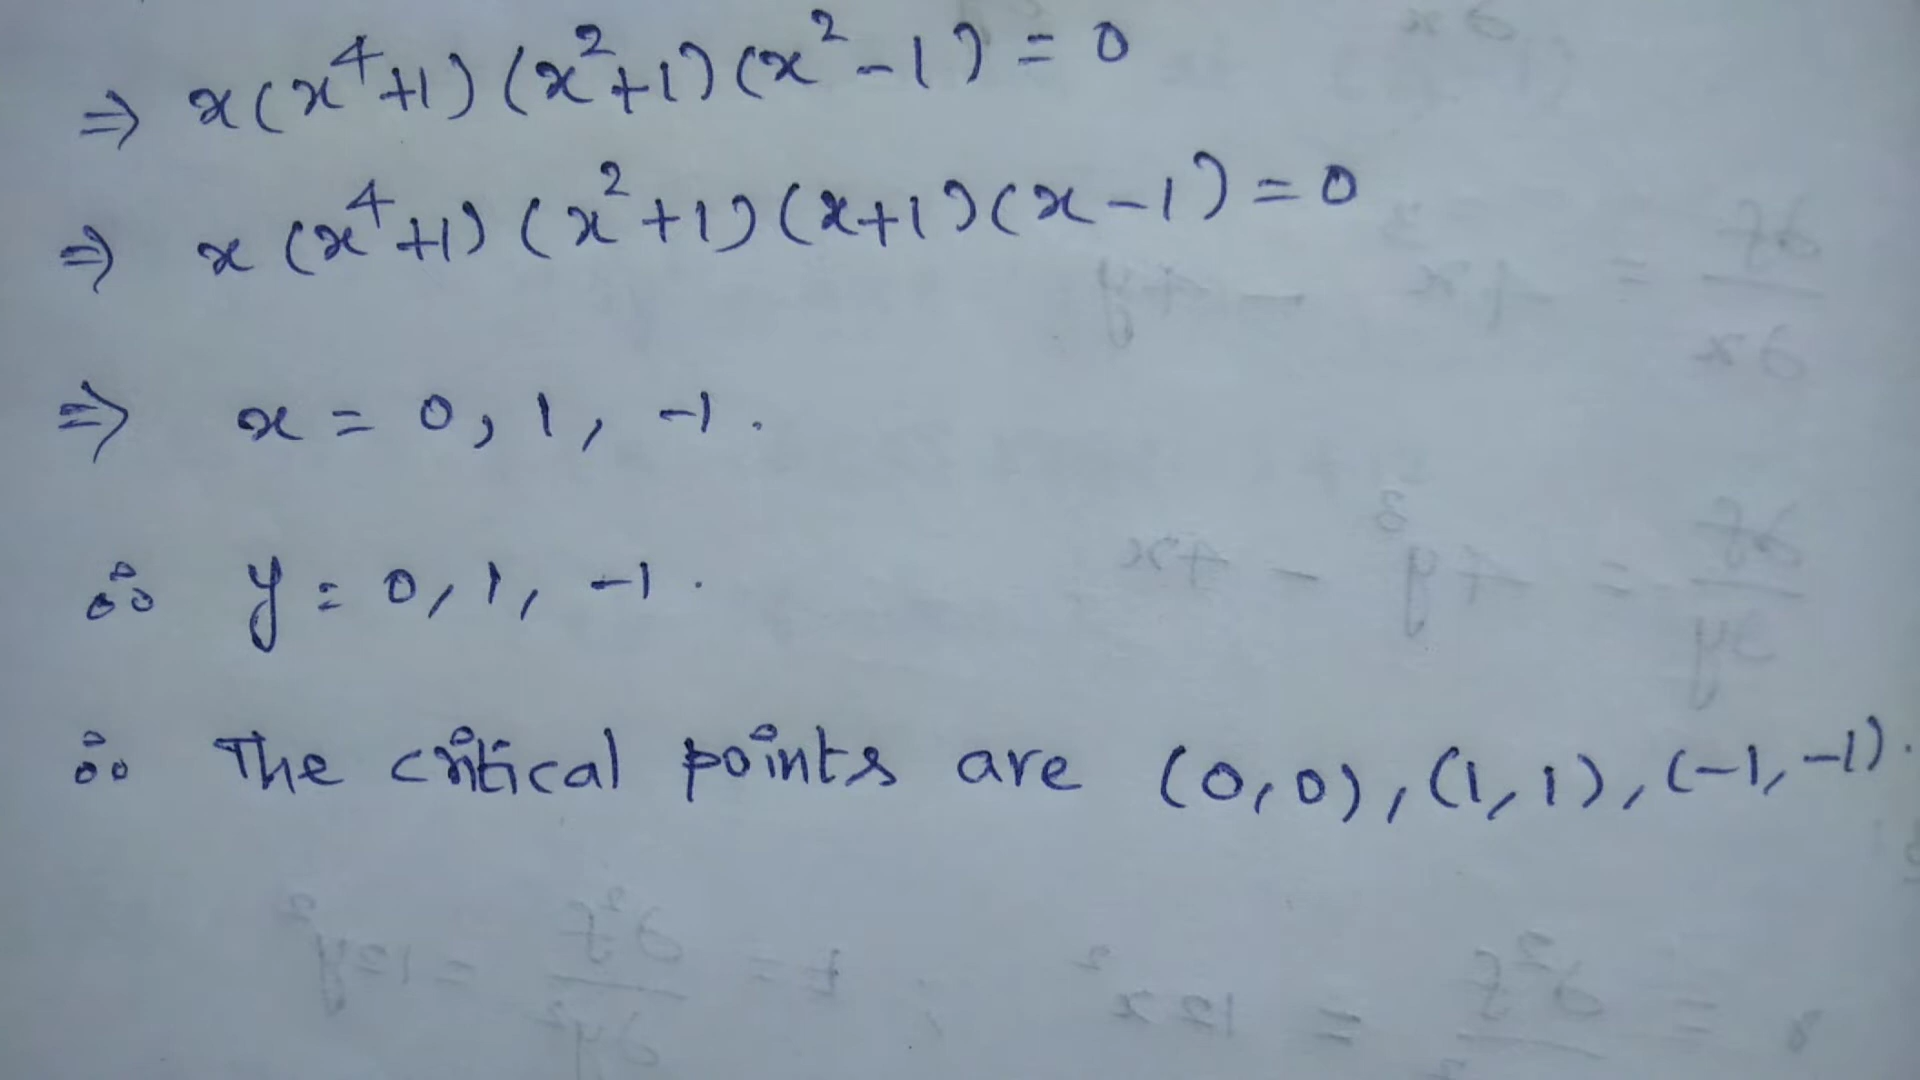 ⇒ x(x⁴+1)(x²+1)(x²-1) = 0
⇒ x(x⁴+1)(x²+1)(x+1)(x-1) = 0
⇒ x = 0, 1, -1.
∴ y = 0, 1, -1.
∴ The critical points are (0,0), (1,1), (-1,-1).